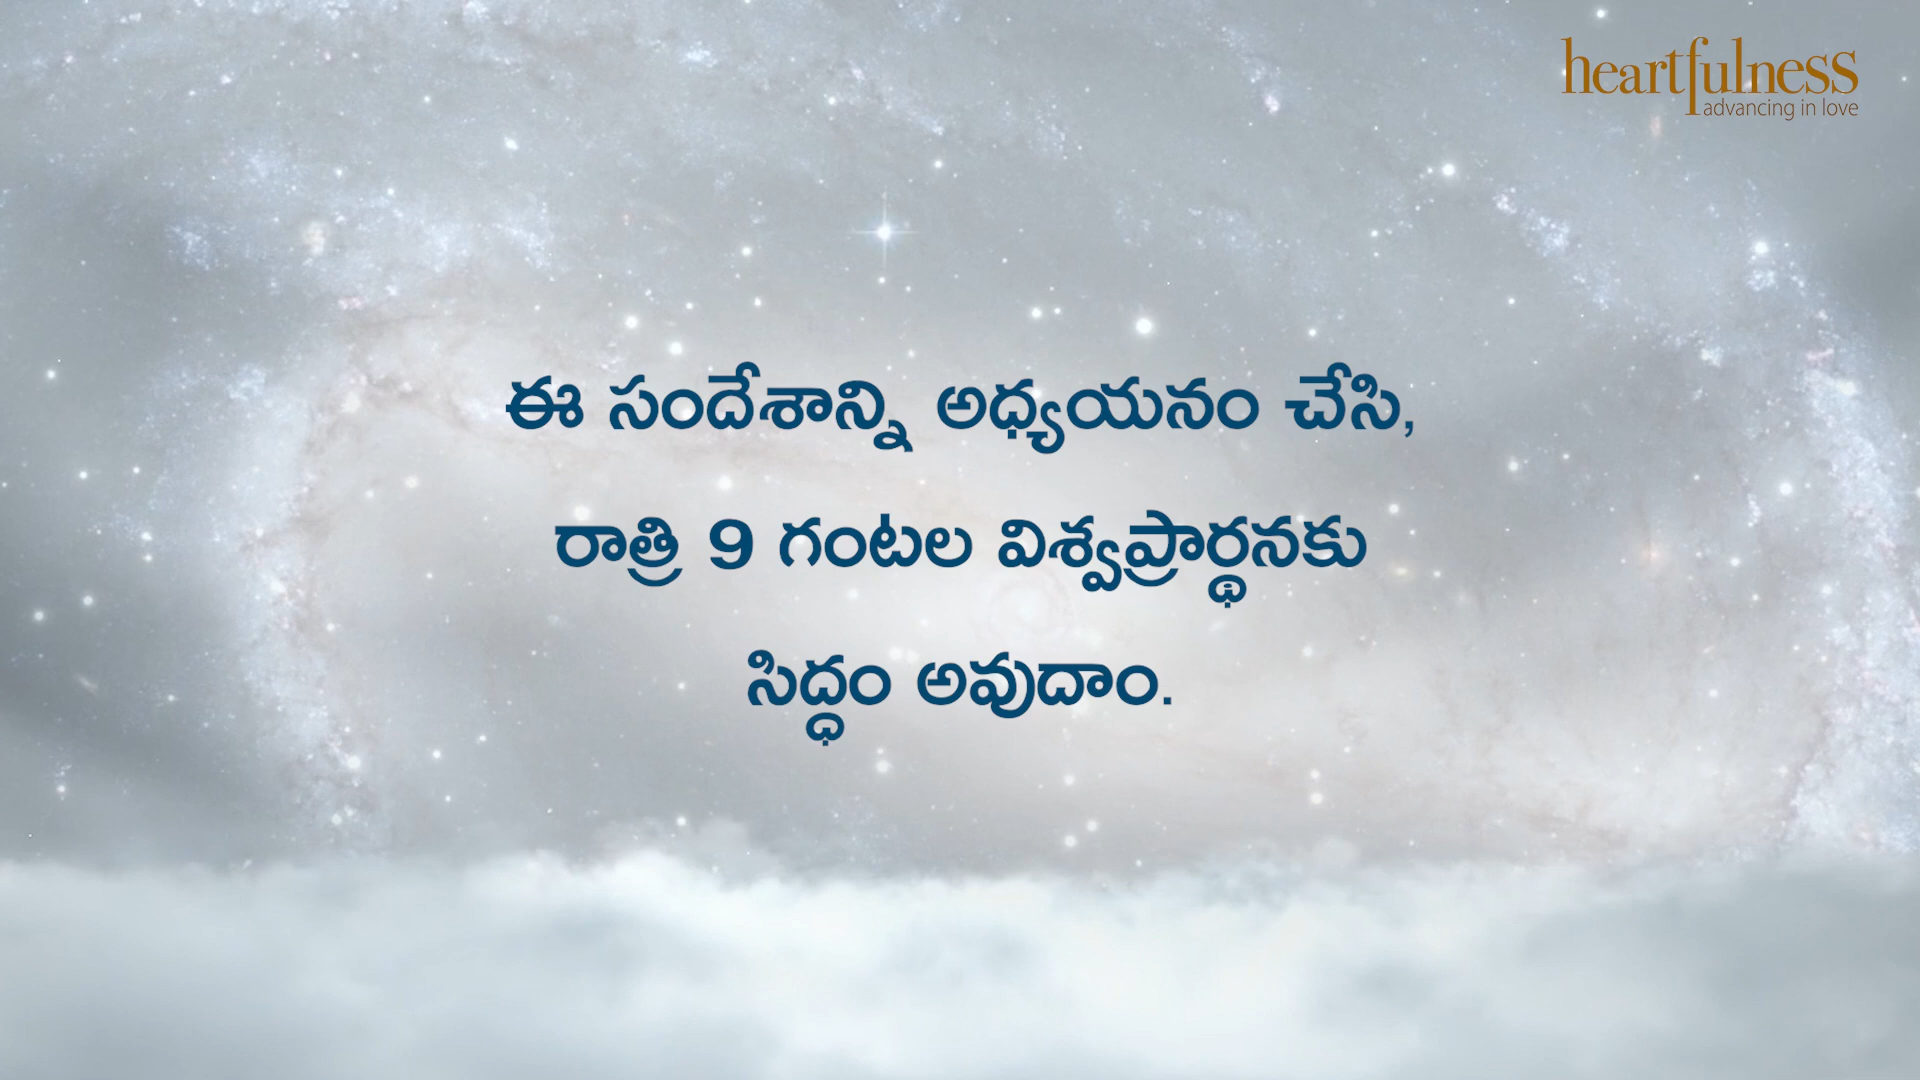 heartfulness
advancing in love
ఈ సందేశాన్ని అధ్యయనం చేసి,
రాత్రి 9 గంటల విశ్వప్రార్థనకు
సిద్ధం అవుదాం.